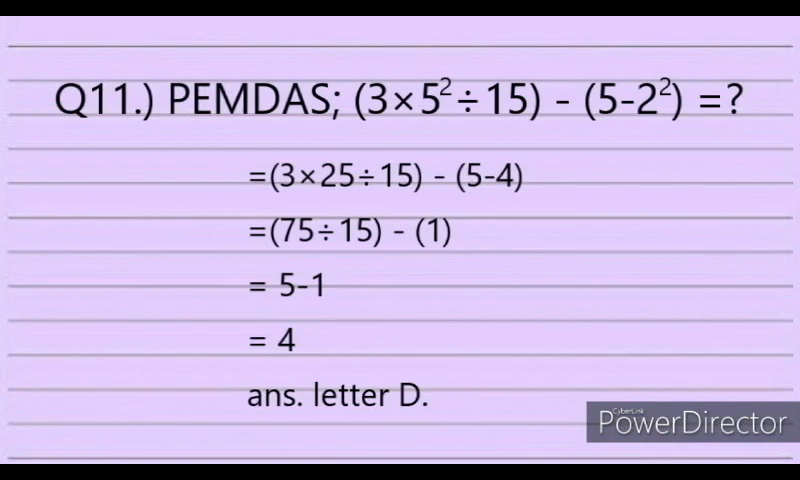 Q11.) PEMDAS; (3×5²÷15) - (5-2²) =?
=(3×25÷15) - (5-4)
=(75÷15) - (1)
= 5-1
= 4
ans. letter D.
CyberLink
PowerDirector